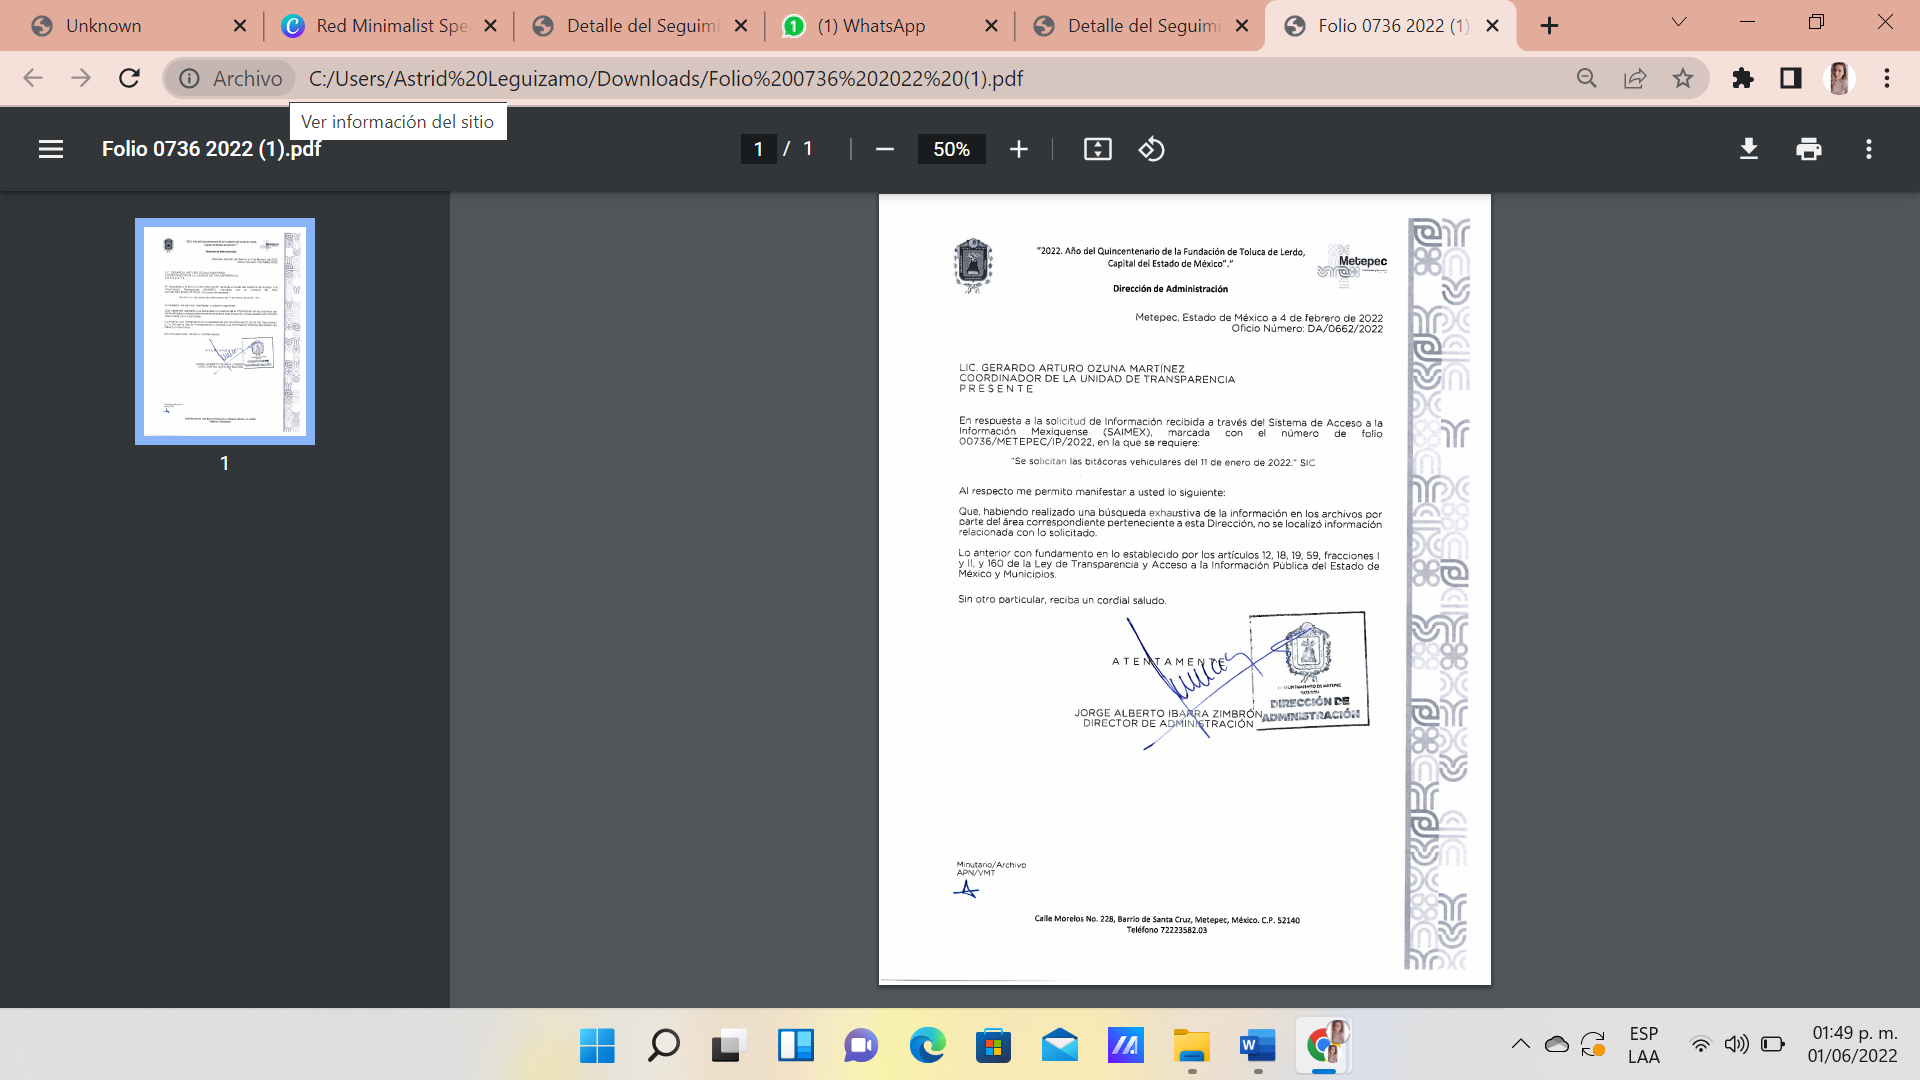 Unknown
Red Minimalist Spe
Detalle del Seguimi
(1) WhatsApp
Detalle del Seguimi
Folio 0736 2022 (1).
Archivo
C:/Users/Astrid%20Leguizamo/Downloads/Folio%200736%202022%20(1).pdf
Ver información del sitio
Folio 0736 2022 (1).pdf
1 / 1
50%
1
"2022. Año del Quincentenario de la Fundación de Toluca de Lerdo,
Capital del Estado de México"."
Metepec
Dirección de Administración
Metepec, Estado de México a 4 de febrero de 2022
Oficio Número: DA/0662/2022
LIC. GERARDO ARTURO OZUNA MARTÍNEZ
COORDINADOR DE LA UNIDAD DE TRANSPARENCIA
P R E S E N T E
En respuesta a la solicitud de Información recibida a través del Sistema de Acceso a la
Información Mexiquense (SAIMEX), marcada con el número de folio
00736/METEPEC/IP/2022, en la que se requiere:
"Se solicitan las bitácoras vehiculares del 11 de enero de 2022." SIC
Al respecto me permito manifestar a usted lo siguiente:
Que, habiendo realizado una búsqueda exhaustiva de la información en los archivos por
parte del área correspondiente perteneciente a esta Dirección, no se localizó información
relacionada con lo solicitado.
Lo anterior con fundamento en lo establecido por los artículos 12, 18, 19, 59, fracciones I
y II, y 160 de la Ley de Transparencia y Acceso a la Información Pública del Estado de
México y Municipios.
Sin otro particular, reciba un cordial saludo.
A T E N T A M E N T E
JORGE ALBERTO IBARRA ZIMBRÓN
DIRECTOR DE ADMINISTRACIÓN
AYUNTAMIENTO DE METEPEC
DIRECCIÓN DE
ADMINISTRACIÓN
Minutario/Archivo
APN/VMT
Calle Morelos No. 228, Barrio de Santa Cruz, Metepec, México. C.P. 52140
Teléfono 72223582.03
ESP
LAA
01:49 p. m.
01/06/2022